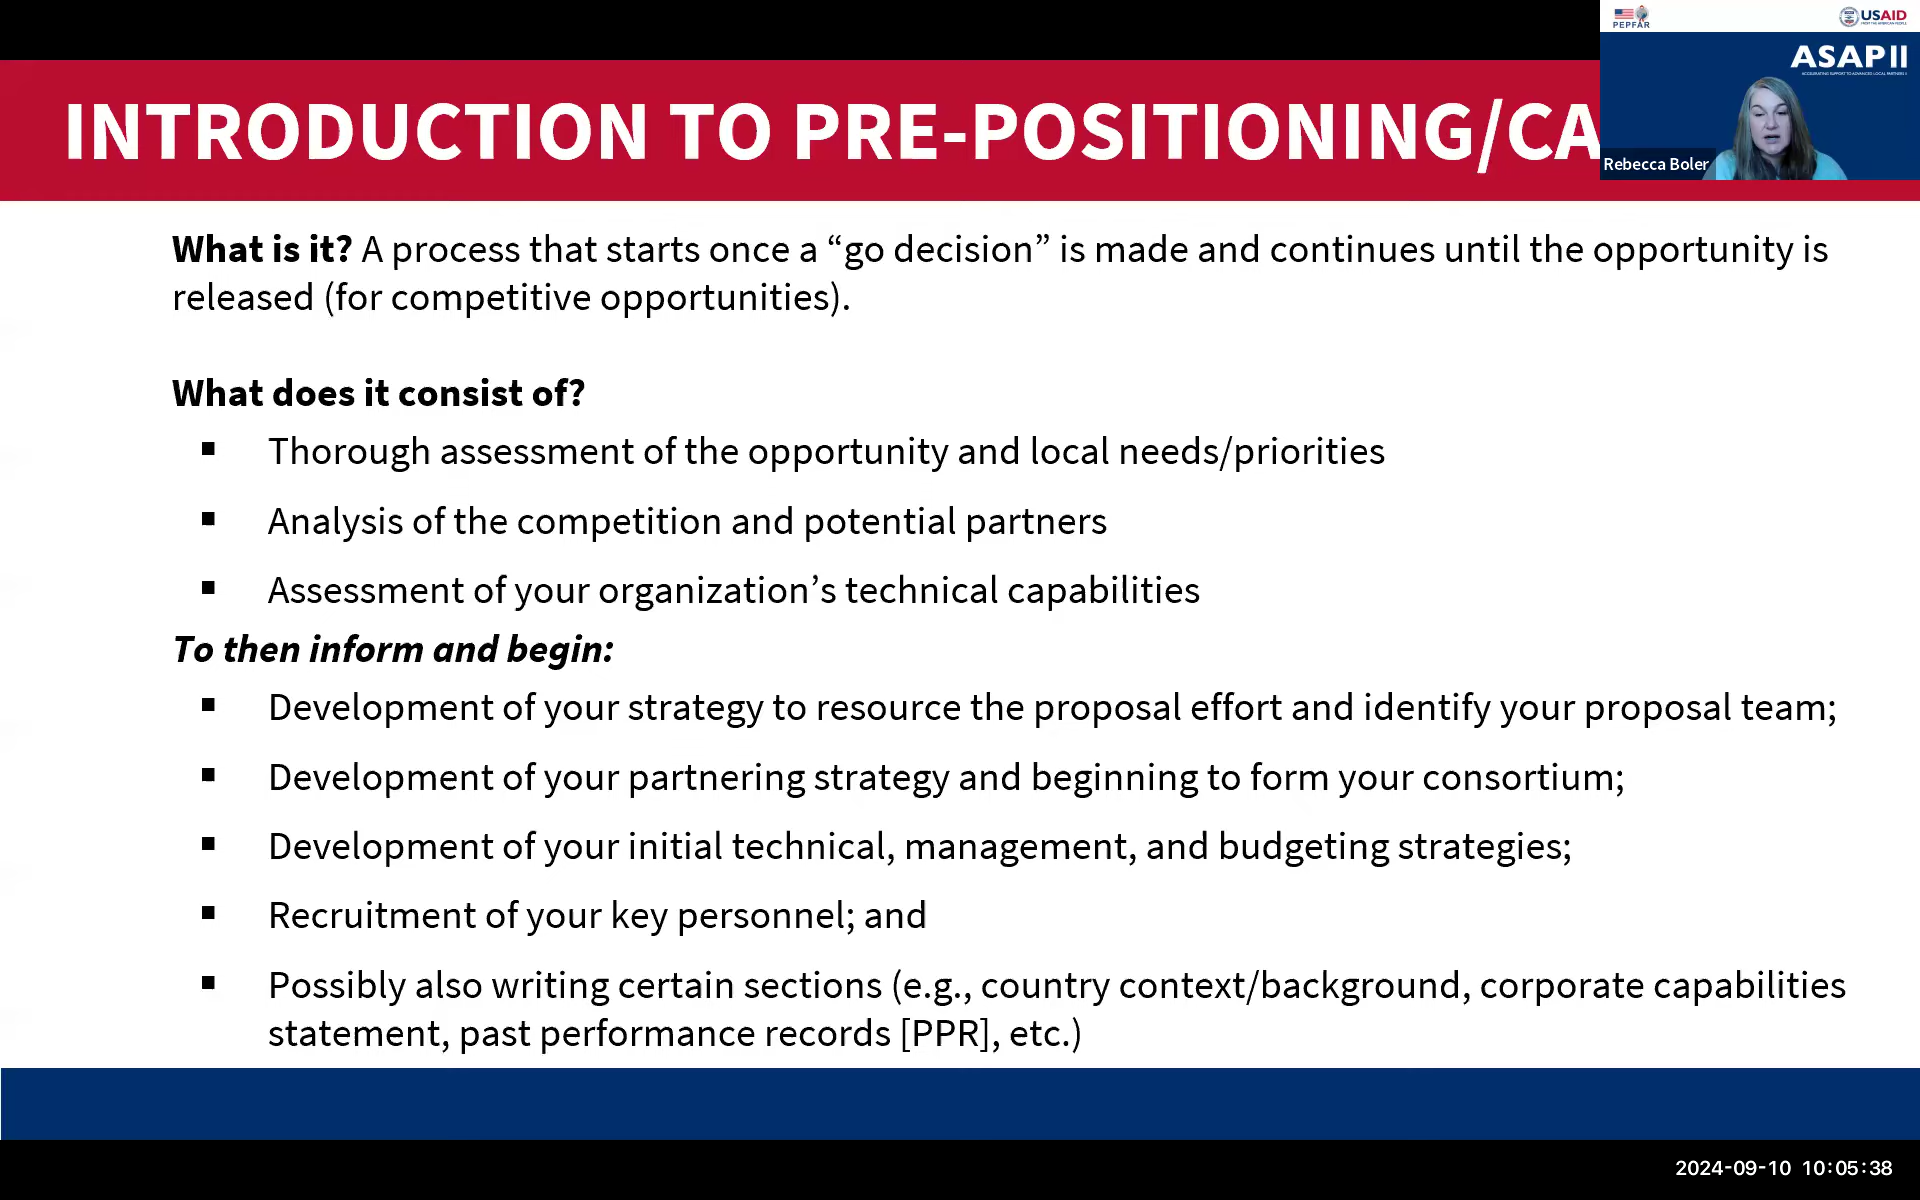 PEPFAR
USAID
FROM THE AMERICAN PEOPLE
ASAP II
ACCELERATING SUPPORT TO ADVANCED LOCAL PARTNERS II
INTRODUCTION TO PRE-POSITIONING/CA
Rebecca Boler
What is it? A process that starts once a “go decision” is made and continues until the opportunity is
released (for competitive opportunities).
What does it consist of?
▪ Thorough assessment of the opportunity and local needs/priorities
▪ Analysis of the competition and potential partners
▪ Assessment of your organization’s technical capabilities
To then inform and begin:
▪ Development of your strategy to resource the proposal effort and identify your proposal team;
▪ Development of your partnering strategy and beginning to form your consortium;
▪ Development of your initial technical, management, and budgeting strategies;
▪ Recruitment of your key personnel; and
▪ Possibly also writing certain sections (e.g., country context/background, corporate capabilities
statement, past performance records [PPR], etc.)
2024-09-10 10:05:38